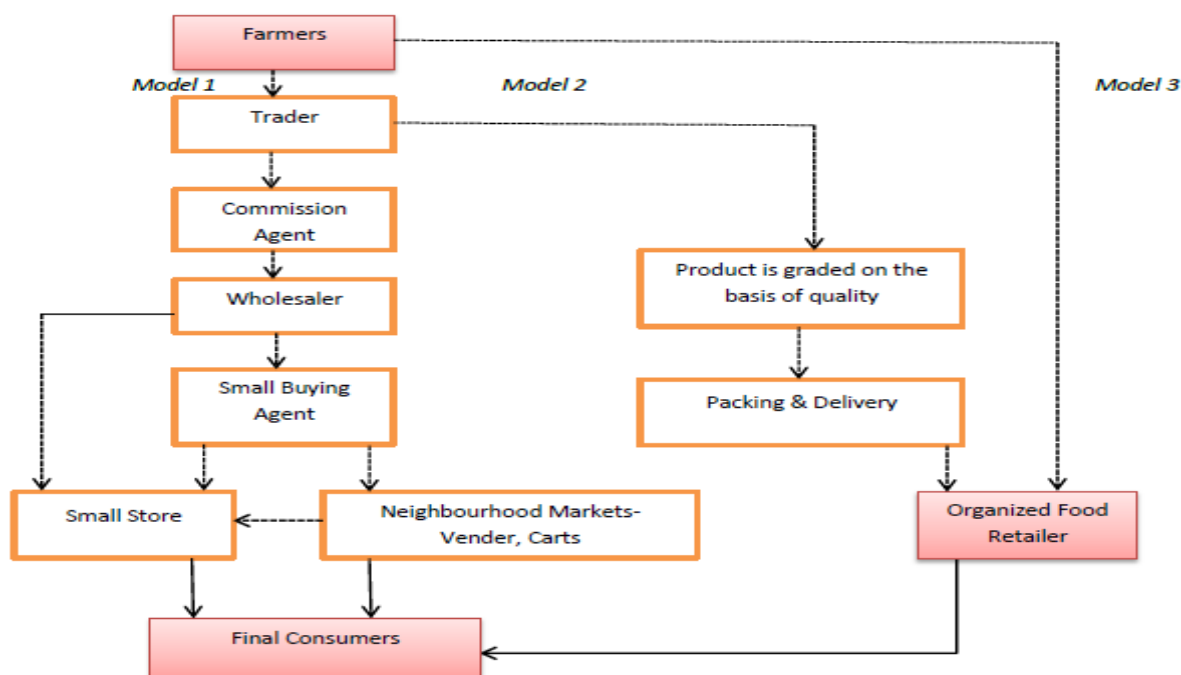 Farmers
Model 1
Model 2
Model 3
Trader
Commission
Agent
Product is graded on the
basis of quality
Wholesaler
Small Buying
Agent
Packing & Delivery
Small Store
Neighbourhood Markets-
Vender, Carts
Organized Food
Retailer
Final Consumers